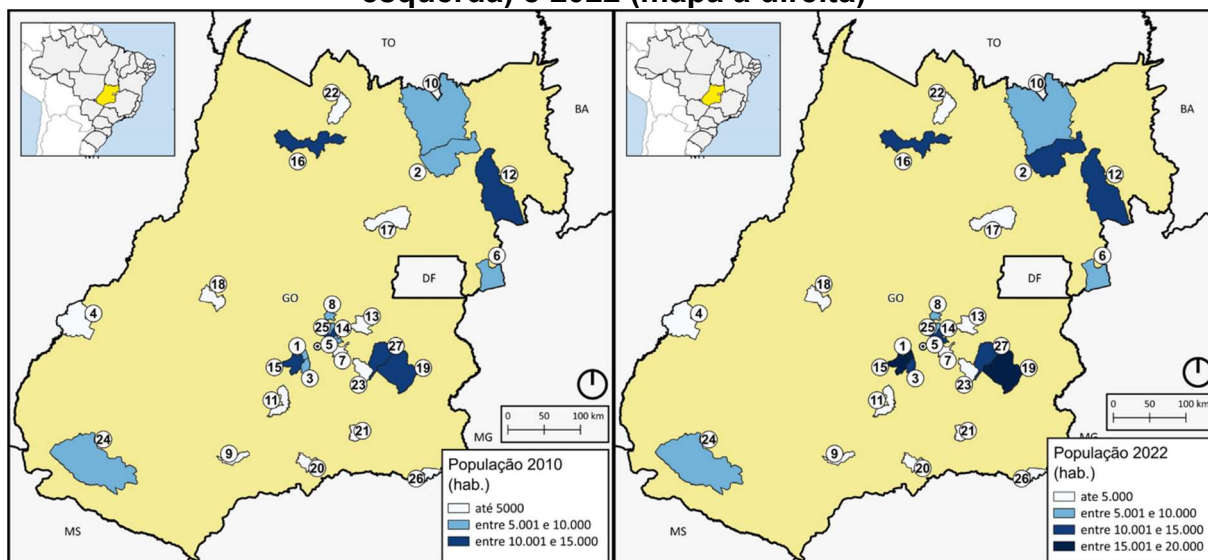 esquerda) e 2022 (mapa à direita)
TO
BA
22
10
16
2
12
17
6
DF
18
4
GO
8
25
14
13
1
5
27
7
15
3
23
19
11
21
24
9
20
26
MG
MS
0 50 100 km
População 2010
(hab.)
até 5000
entre 5.001 e 10.000
entre 10.001 e 15.000
TO
BA
22
10
16
2
12
17
6
DF
18
4
GO
8
25
14
13
1
5
27
7
15
3
23
19
11
21
24
9
20
26
MG
MS
0 50 100 km
População 2022
(hab.)
até 5.000
entre 5.001 e 10.000
entre 10.001 e 15.000
entre 15.001 e 20.000